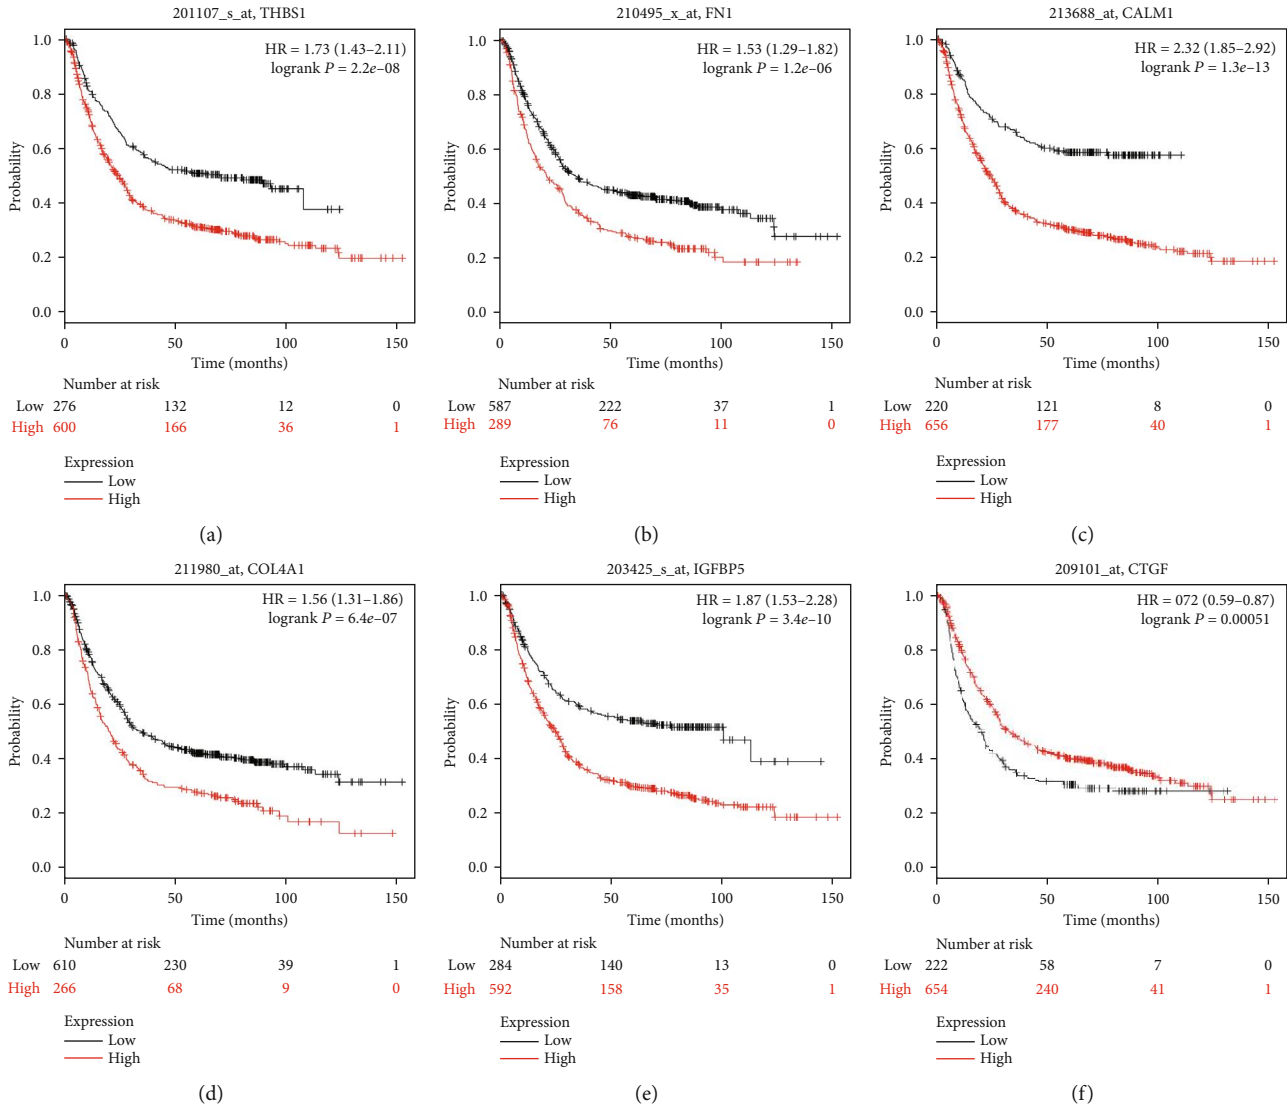 201107_s_at, THBS1
HR = 1.73 (1.43–2.11)
logrank P = 2.2e–08
Probability
1.0
0.8
0.6
0.4
0.2
0.0
0 50 100 150
Time (months)
Number at risk
Low 276 132 12 0
High 600 166 36 1
Expression
Low
High
(a)
210495_x_at, FN1
HR = 1.53 (1.29–1.82)
logrank P = 1.2e–06
Probability
1.0
0.8
0.6
0.4
0.2
0.0
0 50 100 150
Time (months)
Number at risk
Low 587 222 37 1
High 289 76 11 0
Expression
Low
High
(b)
213688_at, CALM1
HR = 2.32 (1.85–2.92)
logrank P = 1.3e–13
Probability
1.0
0.8
0.6
0.4
0.2
0.0
0 50 100 150
Time (months)
Number at risk
Low 220 121 8 0
High 656 177 40 1
Expression
Low
High
(c)
211980_at, COL4A1
HR = 1.56 (1.31–1.86)
logrank P = 6.4e–07
Probability
1.0
0.8
0.6
0.4
0.2
0.0
0 50 100 150
Time (months)
Number at risk
Low 610 230 39 1
High 266 68 9 0
Expression
Low
High
(d)
203425_s_at, IGFBP5
HR = 1.87 (1.53–2.28)
logrank P = 3.4e–10
Probability
1.0
0.8
0.6
0.4
0.2
0.0
0 50 100 150
Time (months)
Number at risk
Low 284 140 13 0
High 592 158 35 1
Expression
Low
High
(e)
209101_at, CTGF
HR = 072 (0.59–0.87)
logrank P = 0.00051
Probability
1.0
0.8
0.6
0.4
0.2
0.0
0 50 100 150
Time (months)
Number at risk
Low 222 58 7 0
High 654 240 41 1
Expression
Low
High
(f)